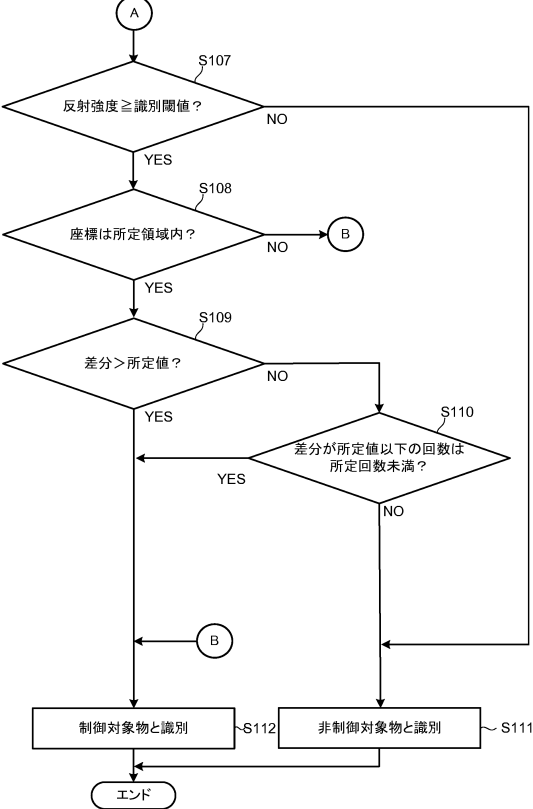 A
S107
反射強度≧識別閾値？
NO
YES
S108
座標は所定領域内？
B
NO
YES
S109
差分＞所定値？
NO
YES
S110
差分が所定値以下の回数は
所定回数未満？
YES
NO
B
制御対象物と識別
S112
非制御対象物と識別
S111
エンド